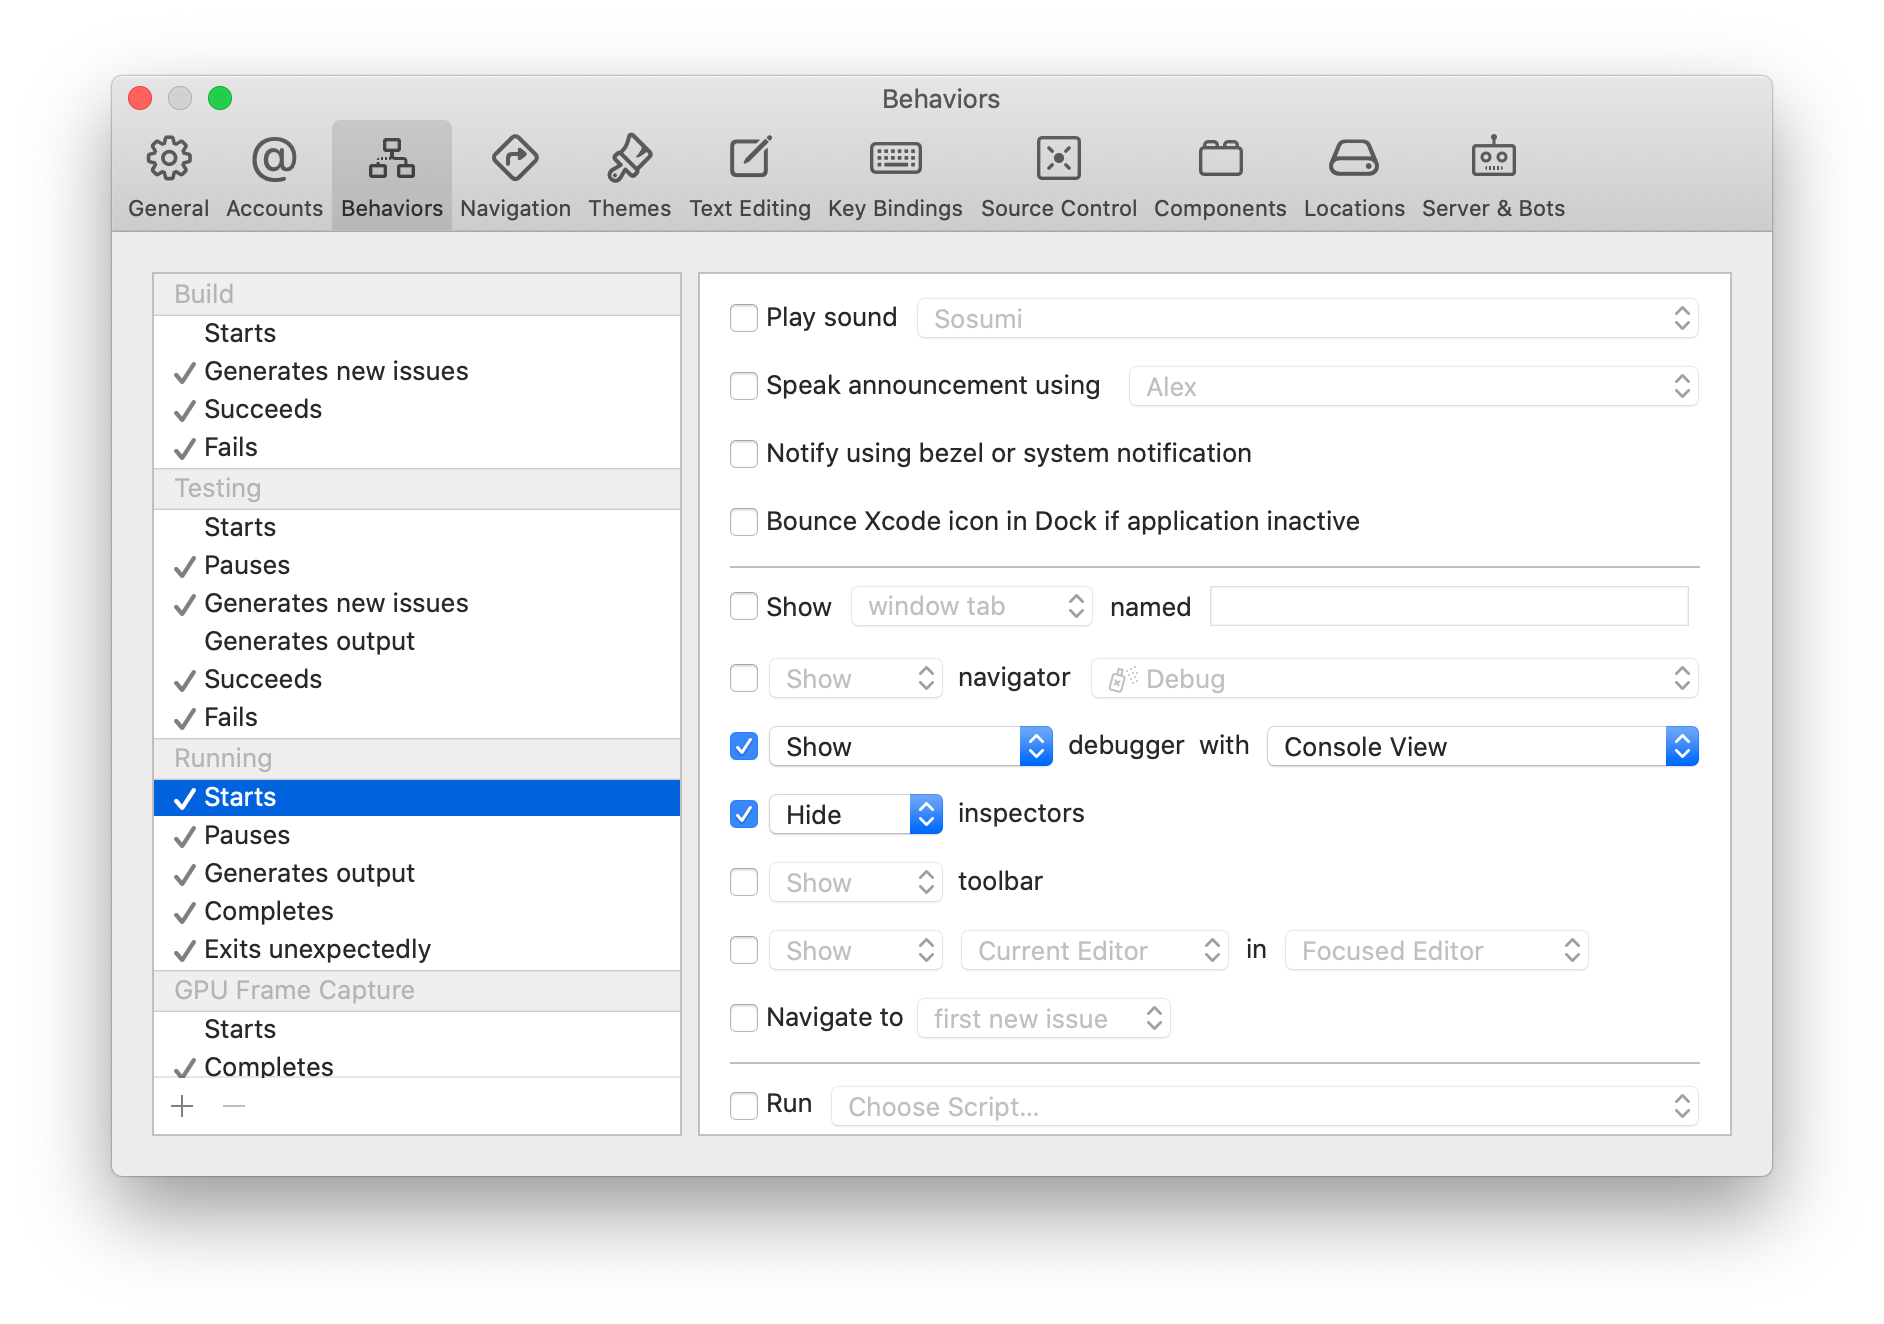 Behaviors
General Accounts Behaviors Navigation Themes Text Editing Key Bindings Source Control Components Locations Server & Bots
Build
Starts
Generates new issues
Succeeds
Fails
Testing
Starts
Pauses
Generates new issues
Generates output
Succeeds
Fails
Running
Starts
Pauses
Generates output
Completes
Exits unexpectedly
GPU Frame Capture
Starts
Completes
Play sound Sosumi
Speak announcement using Alex
Notify using bezel or system notification
Bounce Xcode icon in Dock if application inactive
Show window tab named
Show navigator Debug
Show debugger with Console View
Hide inspectors
Show toolbar
Show Current Editor in Focused Editor
Navigate to first new issue
Run Choose Script...